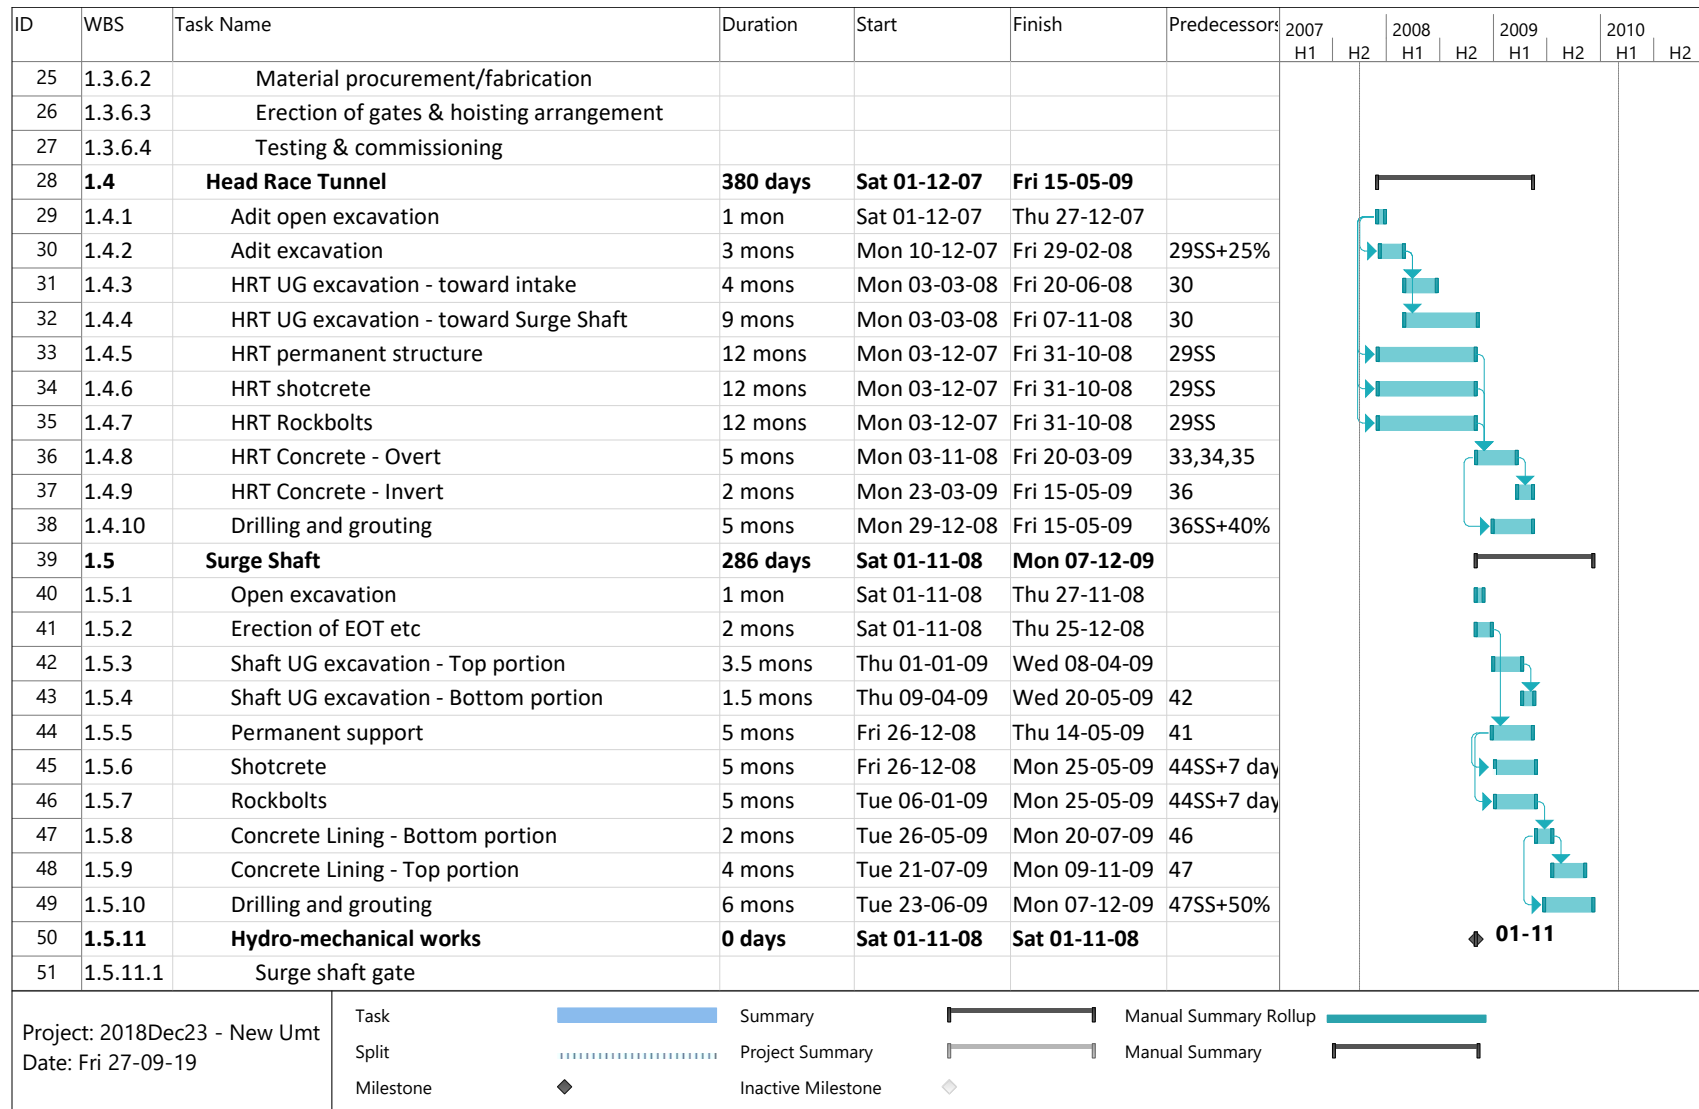 ID WBS Task Name Duration Start Finish Predecessors 2007 2008 2009 2010
H1 H2 H1 H2 H1 H2 H1 H2
25 1.3.6.2 Material procurement/fabrication
26 1.3.6.3 Erection of gates & hoisting arrangement
27 1.3.6.4 Testing & commissioning
28 1.4 Head Race Tunnel 380 days Sat 01-12-07 Fri 15-05-09
29 1.4.1 Adit open excavation 1 mon Sat 01-12-07 Thu 27-12-07
30 1.4.2 Adit excavation 3 mons Mon 10-12-07 Fri 29-02-08 29SS+25%
31 1.4.3 HRT UG excavation - toward intake 4 mons Mon 03-03-08 Fri 20-06-08 30
32 1.4.4 HRT UG excavation - toward Surge Shaft 9 mons Mon 03-03-08 Fri 07-11-08 30
33 1.4.5 HRT permanent structure 12 mons Mon 03-12-07 Fri 31-10-08 29SS
34 1.4.6 HRT shotcrete 12 mons Mon 03-12-07 Fri 31-10-08 29SS
35 1.4.7 HRT Rockbolts 12 mons Mon 03-12-07 Fri 31-10-08 29SS
36 1.4.8 HRT Concrete - Overt 5 mons Mon 03-11-08 Fri 20-03-09 33,34,35
37 1.4.9 HRT Concrete - Invert 2 mons Mon 23-03-09 Fri 15-05-09 36
38 1.4.10 Drilling and grouting 5 mons Mon 29-12-08 Fri 15-05-09 36SS+40%
39 1.5 Surge Shaft 286 days Sat 01-11-08 Mon 07-12-09
40 1.5.1 Open excavation 1 mon Sat 01-11-08 Thu 27-11-08
41 1.5.2 Erection of EOT etc 2 mons Sat 01-11-08 Thu 25-12-08
42 1.5.3 Shaft UG excavation - Top portion 3.5 mons Thu 01-01-09 Wed 08-04-09
43 1.5.4 Shaft UG excavation - Bottom portion 1.5 mons Thu 09-04-09 Wed 20-05-09 42
44 1.5.5 Permanent support 5 mons Fri 26-12-08 Thu 14-05-09 41
45 1.5.6 Shotcrete 5 mons Fri 26-12-08 Mon 25-05-09 44SS+7 day
46 1.5.7 Rockbolts 5 mons Tue 06-01-09 Mon 25-05-09 44SS+7 day
47 1.5.8 Concrete Lining - Bottom portion 2 mons Tue 26-05-09 Mon 20-07-09 46
48 1.5.9 Concrete Lining - Top portion 4 mons Tue 21-07-09 Mon 09-11-09 47
49 1.5.10 Drilling and grouting 6 mons Tue 23-06-09 Mon 07-12-09 47SS+50%
50 1.5.11 Hydro-mechanical works 0 days Sat 01-11-08 Sat 01-11-08 01-11
51 1.5.11.1 Surge shaft gate
Project: 2018Dec23 - New Umt
Date: Fri 27-09-19
Task Summary Manual Summary Rollup
Split Project Summary Manual Summary
Milestone Inactive Milestone